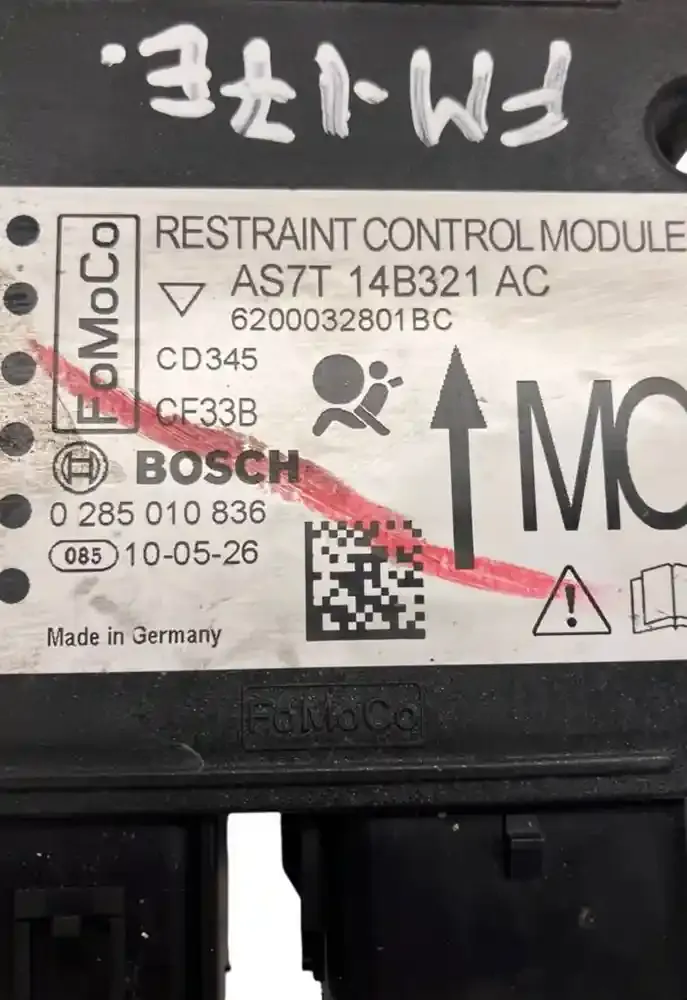 FM-17E.
FoMoCo
RESTRAINT CONTROL MODULE
AS7T 14B321 AC
6200032801BC
CD345
CF33B
BOSCH
0 285 010 836
085 10-05-26
Made in Germany
FoMoCo